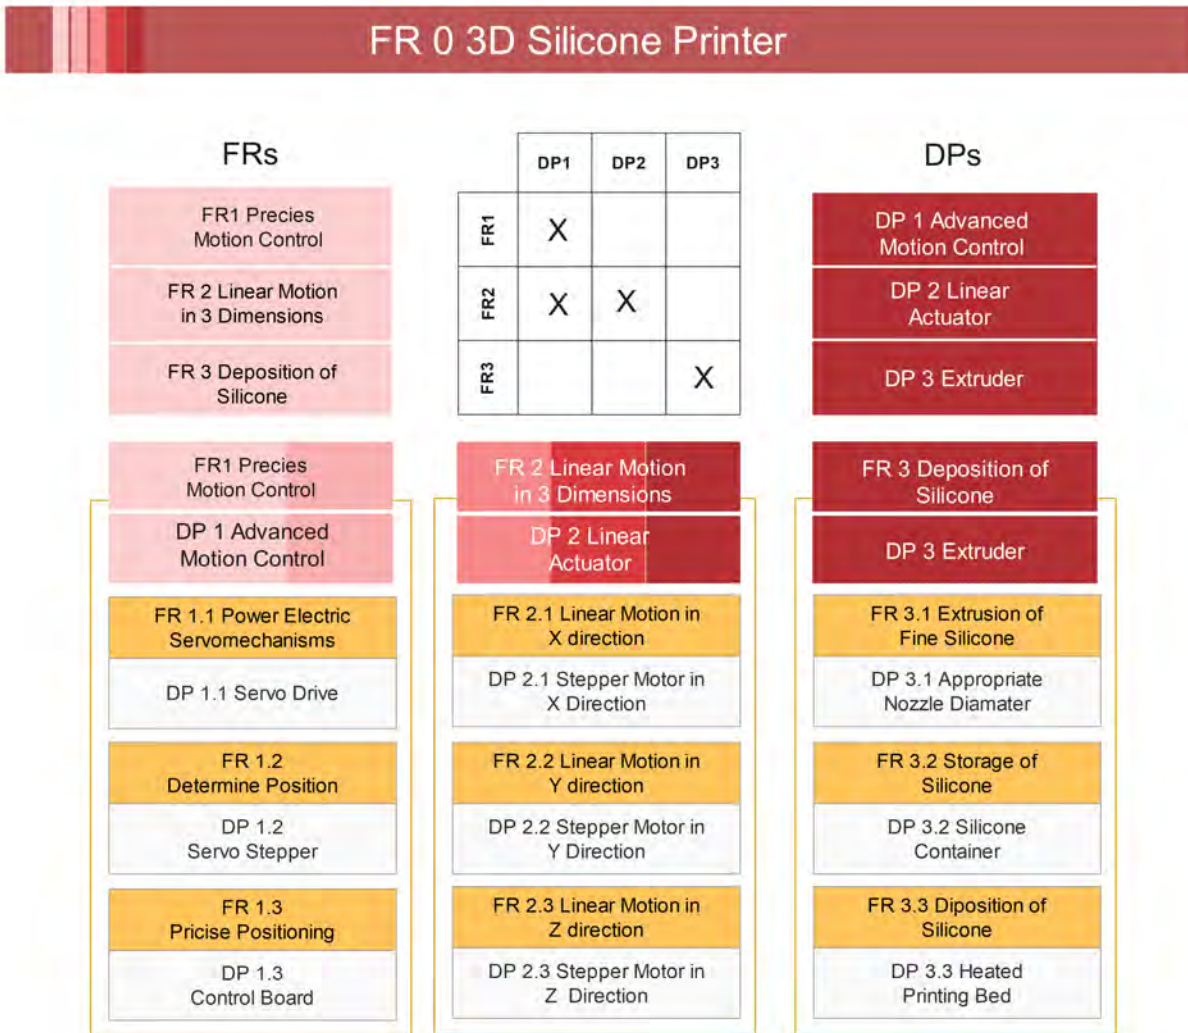 FR 0 3D Silicone Printer
FRs
FR1 Precies
Motion Control
FR 2 Linear Motion
in 3 Dimensions
FR 3 Deposition of
Silicone
DP1 DP2 DP3
FR1 X
FR2 X X
FR3 X
DPs
DP 1 Advanced
Motion Control
DP 2 Linear
Actuator
DP 3 Extruder
FR1 Precies
Motion Control
DP 1 Advanced
Motion Control
FR 1.1 Power Electric
Servomechanisms
DP 1.1 Servo Drive
FR 1.2
Determine Position
DP 1.2
Servo Stepper
FR 1.3
Pricise Positioning
DP 1.3
Control Board
FR 2 Linear Motion
in 3 Dimensions
DP 2 Linear
Actuator
FR 2.1 Linear Motion in
X direction
DP 2.1 Stepper Motor in
X Direction
FR 2.2 Linear Motion in
Y direction
DP 2.2 Stepper Motor in
Y Direction
FR 2.3 Linear Motion in
Z direction
DP 2.3 Stepper Motor in
Z Direction
FR 3 Deposition of
Silicone
DP 3 Extruder
FR 3.1 Extrusion of
Fine Silicone
DP 3.1 Appropriate
Nozzle Diamater
FR 3.2 Storage of
Silicone
DP 3.2 Silicone
Container
FR 3.3 Diposition of
Silicone
DP 3.3 Heated
Printing Bed